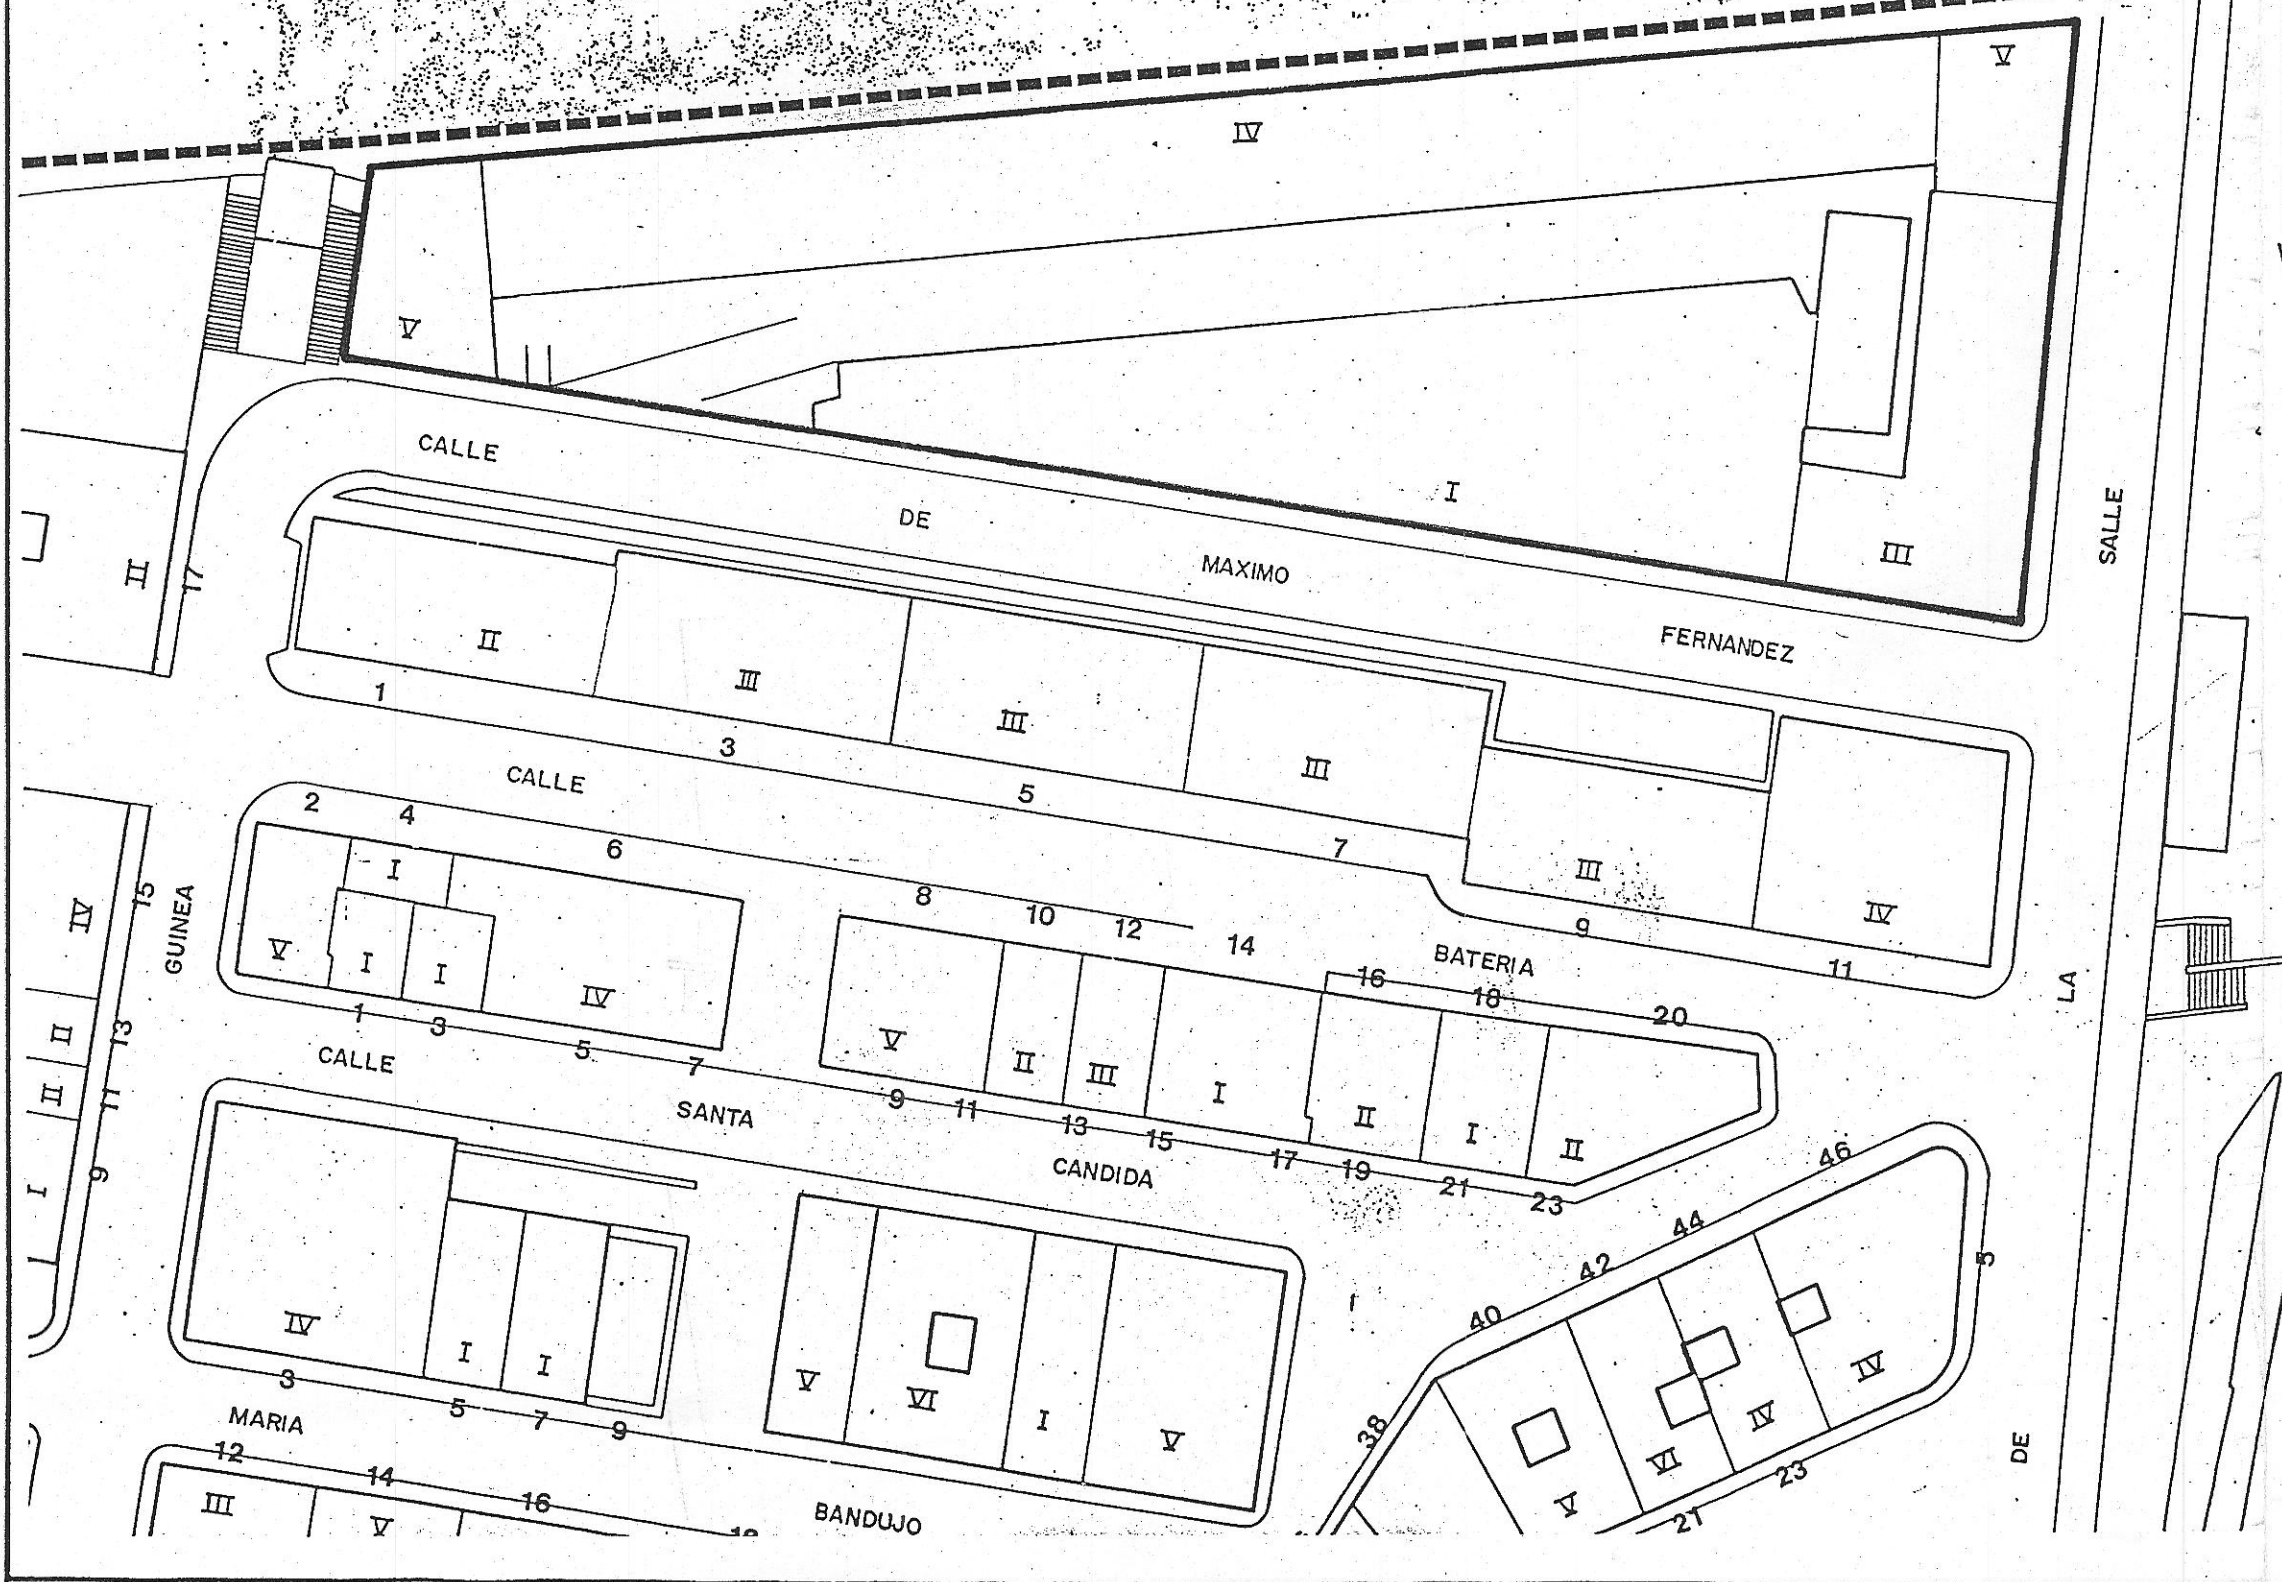 V
IV
V
CALLE DE MAXIMO FERNANDEZ
I
III
SALLE
II
17
II
III
III
III
III
IV
1
3
5
7
9
11
CALLE BATERIA
2
4
6
8
10
12
14
16
18
20
IV
15
GUINEA
V
I
I
I
IV
V
II
III
I
II
I
II
II
13
II
11
I
9
1
3
5
7
9
11
13
15
17
19
21
23
CALLE SANTA CANDIDA
LA
IV
I
I
V
VI
I
V
38
40
42
44
46
5
V
VI
IV
IV
21
23
3
5
7
9
MARIA BANDUJO
12
14
16
III
V
DE